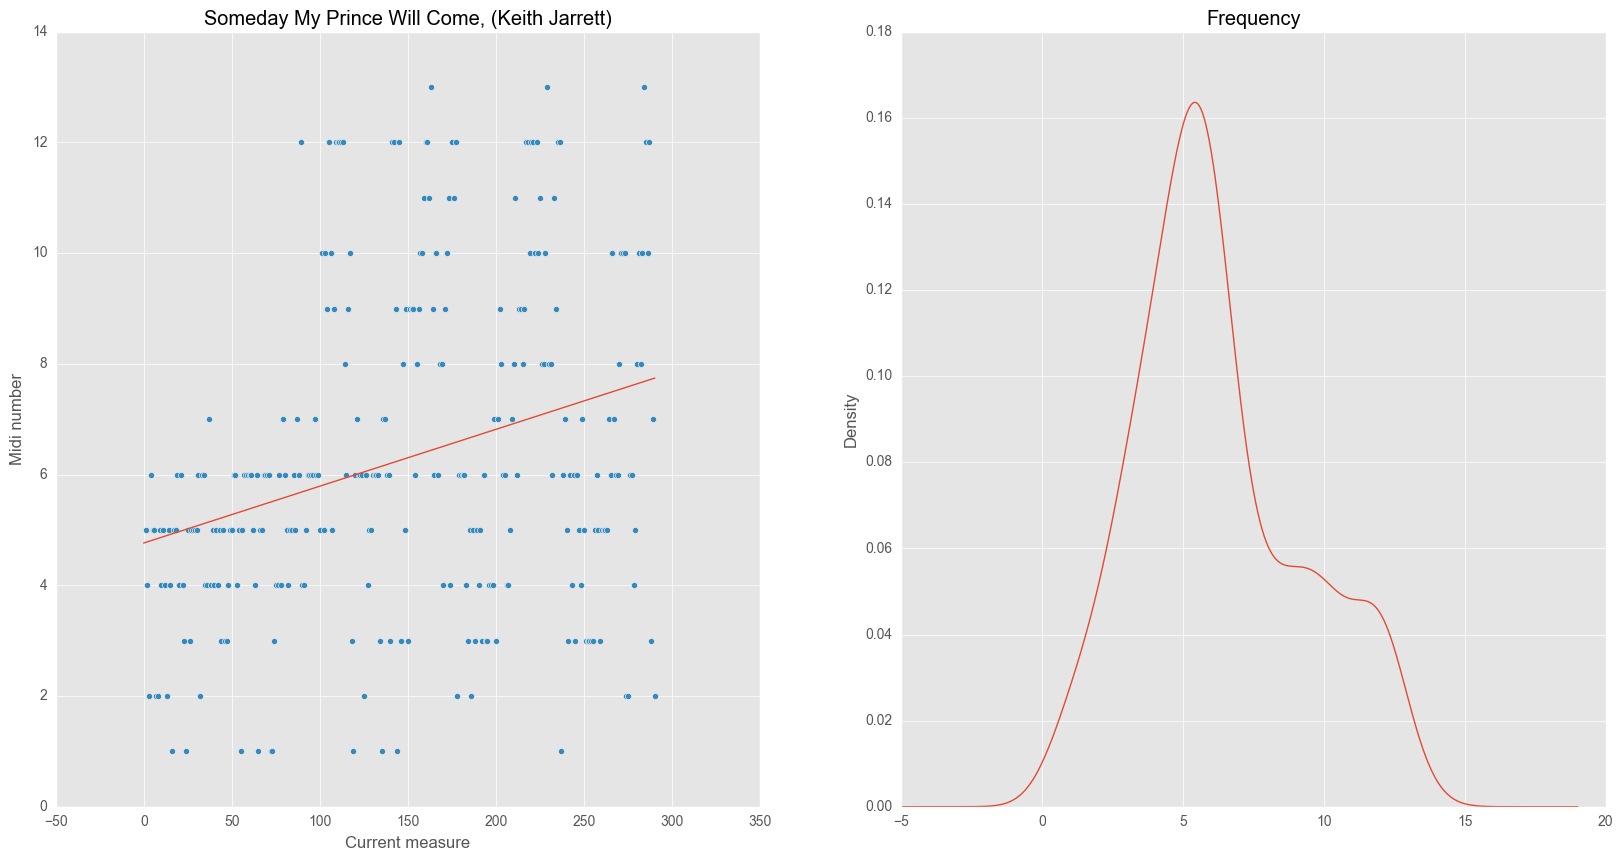 Someday My Prince Will Come, (Keith Jarrett)
14
12
10
8
6
4
2
0
Midi number
−50 0 50 100 150 200 250 300 350
Current measure
Frequency
0.18
0.16
0.14
0.12
0.10
0.08
0.06
0.04
0.02
0.00
Density
−5 0 5 10 15 20